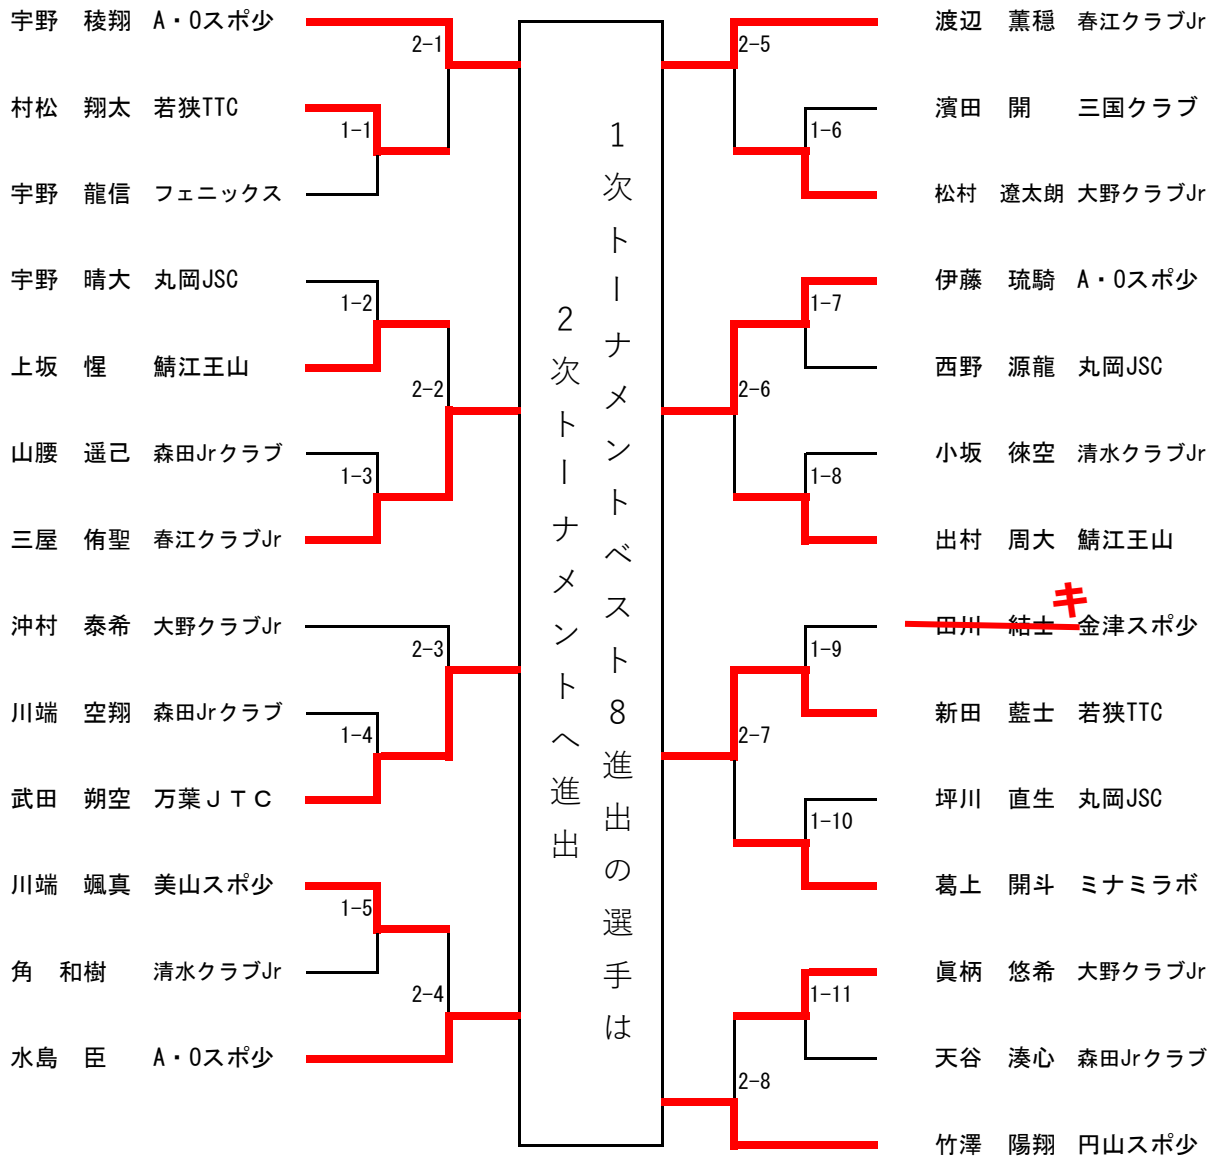 宇野 稜翔 A・Oスポ少
2-1
村松 翔太 若狭TTC
1-1
宇野 龍信 フェニックス
宇野 晴大 丸岡JSC
1-2
上坂 惺 鯖江王山
2-2
山腰 遥己 森田Jrクラブ
1-3
三屋 侑聖 春江クラブJr
沖村 泰希 大野クラブJr
2-3
川端 空翔 森田Jrクラブ
1-4
武田 朔空 万葉JTC
川端 颯真 美山スポ少
1-5
角 和樹 清水クラブJr
2-4
水島 臣 A・Oスポ少
1次トーナメントベスト8進出の選手は
2次トーナメントへ進出
渡辺 薫穏 春江クラブJr
2-5
濱田 開 三国クラブ
1-6
松村 遼太朗 大野クラブJr
伊藤 琉騎 A・Oスポ少
1-7
西野 源龍 丸岡JSC
2-6
小坂 徠空 清水クラブJr
1-8
出村 周大 鯖江王山
キ
田川 結士 金津スポ少
1-9
新田 藍士 若狭TTC
2-7
坪川 直生 丸岡JSC
1-10
葛上 開斗 ミナミラボ
眞柄 悠希 大野クラブJr
1-11
天谷 湊心 森田Jrクラブ
2-8
竹澤 陽翔 円山スポ少